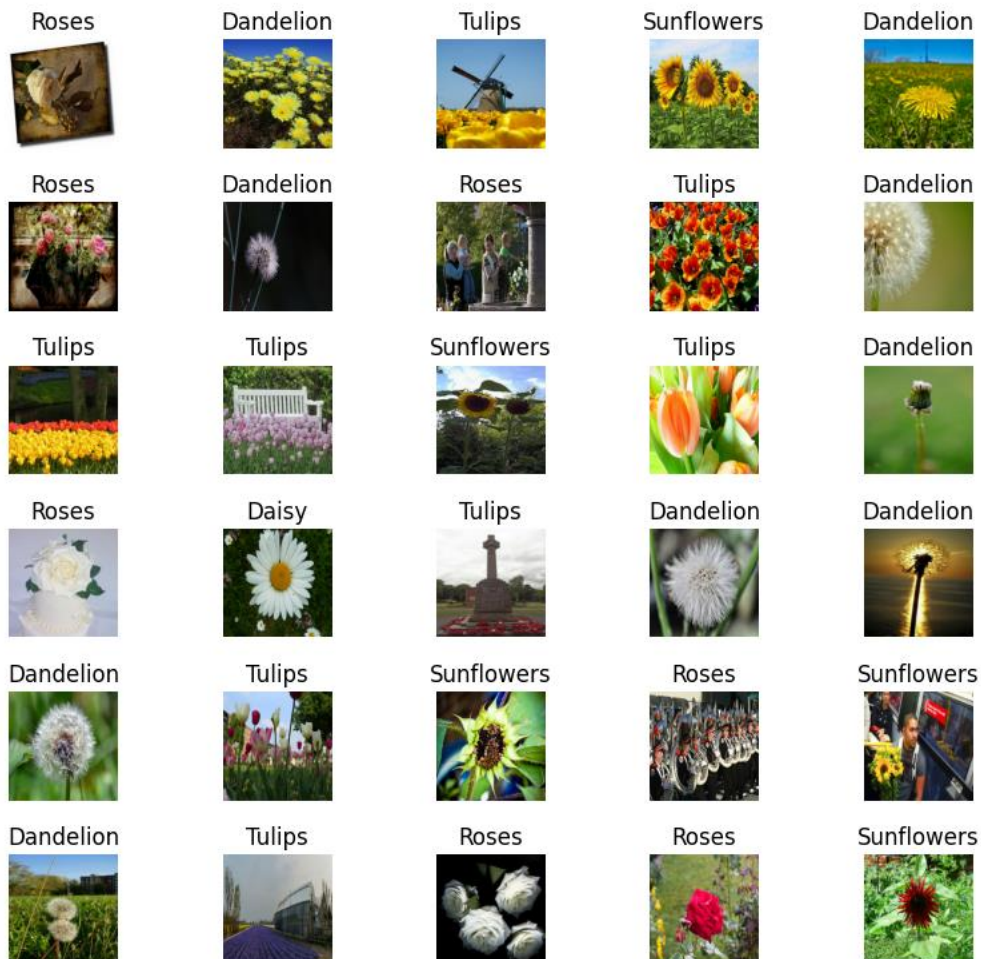 Roses Dandelion Tulips Sunflowers Dandelion
Roses Dandelion Roses Tulips Dandelion
Tulips Tulips Sunflowers Tulips Dandelion
Roses Daisy Tulips Dandelion Dandelion
Dandelion Tulips Sunflowers Roses Sunflowers
Dandelion Tulips Roses Roses Sunflowers